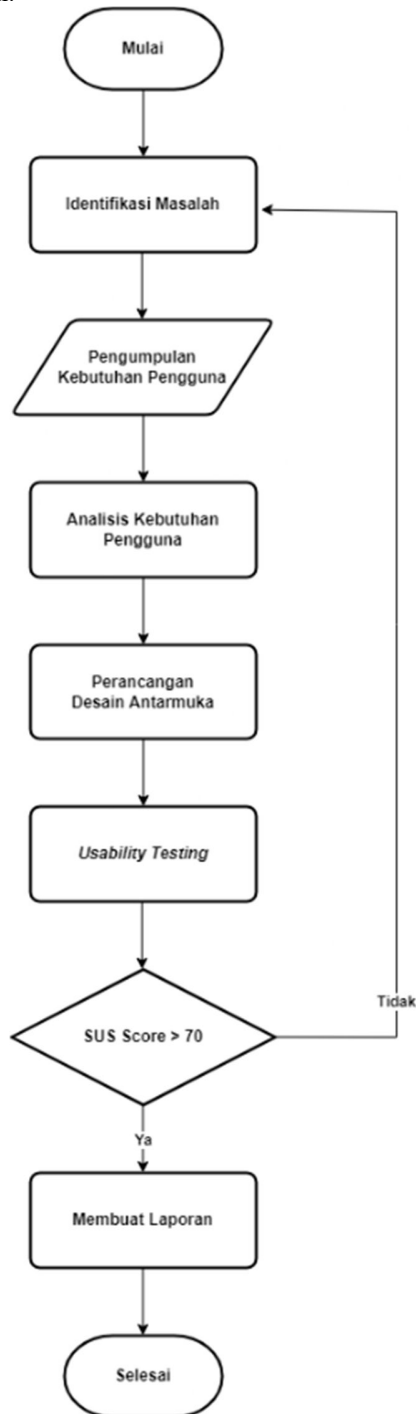 Mulai
Identifikasi Masalah
Pengumpulan
Kebutuhan Pengguna
Analisis Kebutuhan
Pengguna
Perancangan
Desain Antarmuka
Usability Testing
SUS Score > 70
Tidak
Ya
Membuat Laporan
Selesai